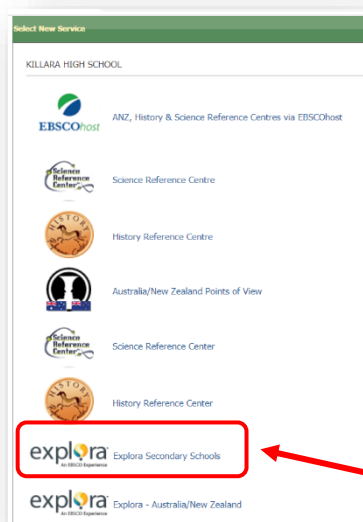 Select New Service
KILLARA HIGH SCHOOL
EBSCOhost
ANZ, History & Science Reference Centres via EBSCOhost
Science
Reference
Center
Science Reference Centre
HISTORY
History Reference Centre
Australia/New Zealand Points of View
Science
Reference
Center
Science Reference Center
HISTORY
History Reference Center
explora
An EBSCO Experience
Explora Secondary Schools
explora
An EBSCO Experience
Explora - Australia/New Zealand